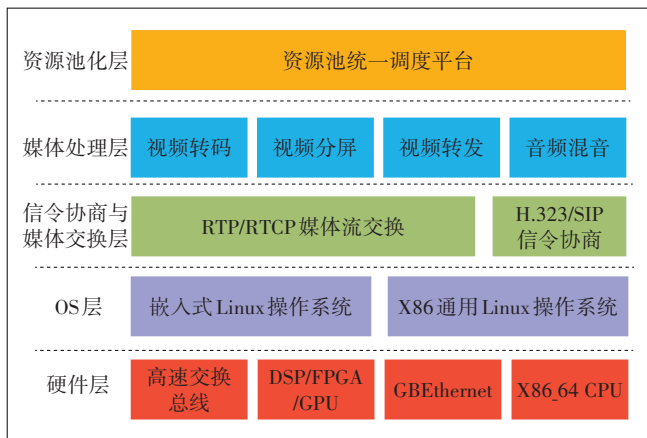 资源池化层
资源池统一调度平台
媒体处理层
视频转码
视频分屏
视频转发
音频混音
信令协商与
媒体交换层
RTP/RTCP媒体流交换
H.323/SIP
信令协商
OS层
嵌入式Linux操作系统
X86通用Linux操作系统
硬件层
高速交换
总线
DSP/FPGA
/GPU
GBEthernet
X86_64 CPU